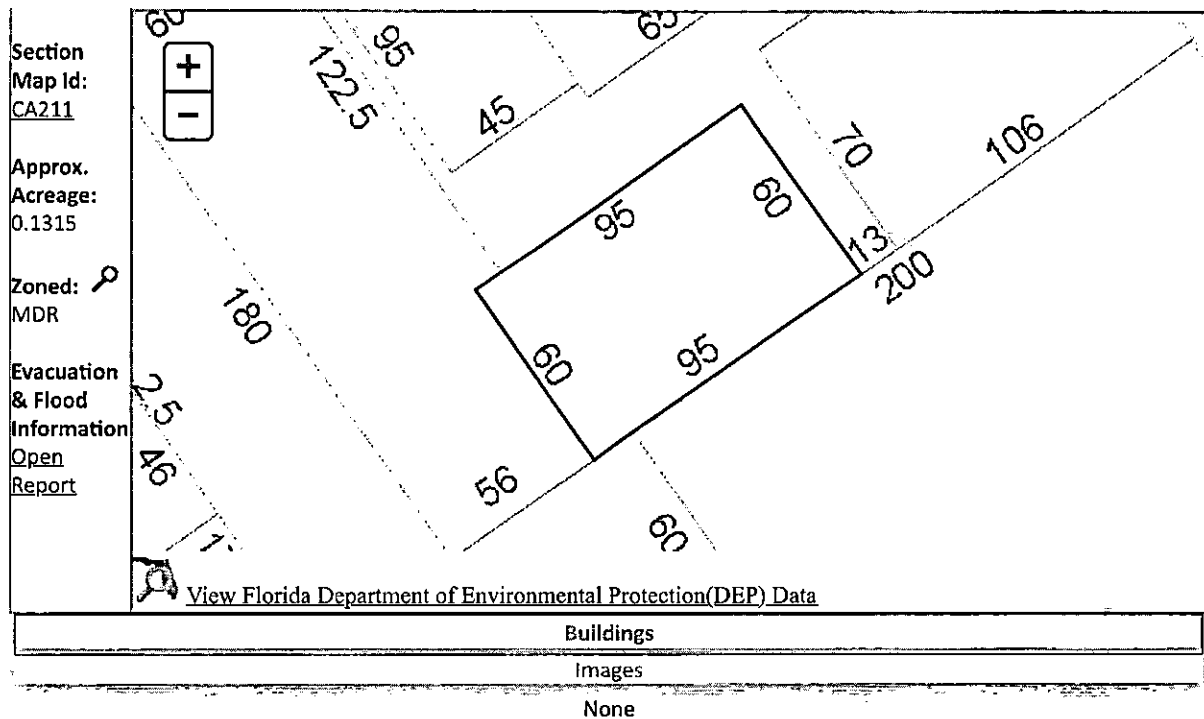 Section
Map Id:
CA211
Approx.
Acreage:
0.1315
Zoned:
MDR
Evacuation
& Flood
Information
Open
Report
+
−
60
95
122.5
45
65
70
106
95
60
13
200
180
60
95
2.5
46
56
60
View Florida Department of Environmental Protection(DEP) Data
Buildings
Images
None